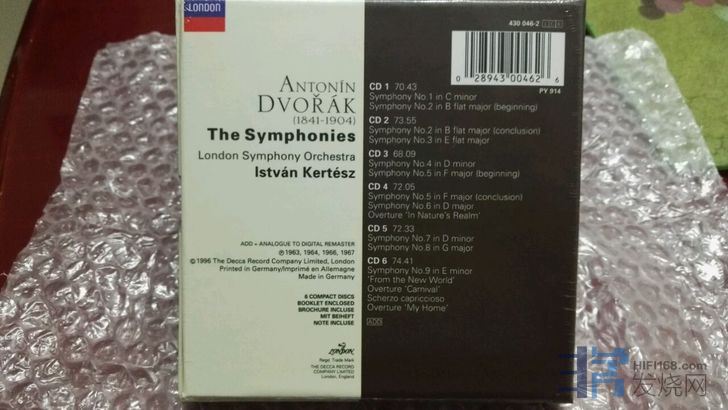 LONDON
ANTONÍN
DVOŘÁK
(1841-1904)
The Symphonies
London Symphony Orchestra
István Kertész
ADD • ANALOGUE TO DIGITAL REMASTER
℗1963, 1964, 1966, 1967
©1996 The Decca Record Company Limited, London
Printed in Germany/Imprimé en Allemagne
Made in Germany
6 COMPACT DISCS
BOOKLET ENCLOSED
BROCHURE INCLUSE
MIT BEIHEFT
NOTE INCLUSE
LONDON
Regd. Trade Mark
THE DECCA RECORD
COMPANY LIMITED
London, England
430 046-2
0 28943 00462 6
PY 914
CD 1 70.43
Symphony No.1 in C minor
Symphony No.2 in B flat major (beginning)
CD 2 73.55
Symphony No.2 in B flat major (conclusion)
Symphony No.3 in E flat major
CD 3 68.09
Symphony No.4 in D minor
Symphony No.5 in F major (beginning)
CD 4 72.05
Symphony No.5 in F major (conclusion)
Symphony No.6 in D major
Overture 'In Nature's Realm'
CD 5 72.33
Symphony No.7 in D minor
Symphony No.8 in G major
CD 6 74.41
Symphony No.9 in E minor
'From the New World'
Overture 'Carnival'
Scherzo capriccioso
Overture 'My Home'
ADD
HIFI168.com
发烧网